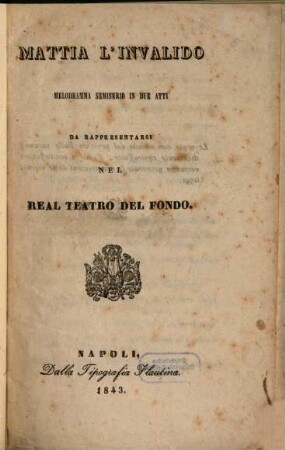 MATTIA L'INVALIDO
MELODRAMMA SEMISERIO IN DUE ATTI
DA RAPPRESENTARSI
NEL
REAL TEATRO DEL FONDO.
NAPOLI,
Dalla Tipografia Flautina.
1843.